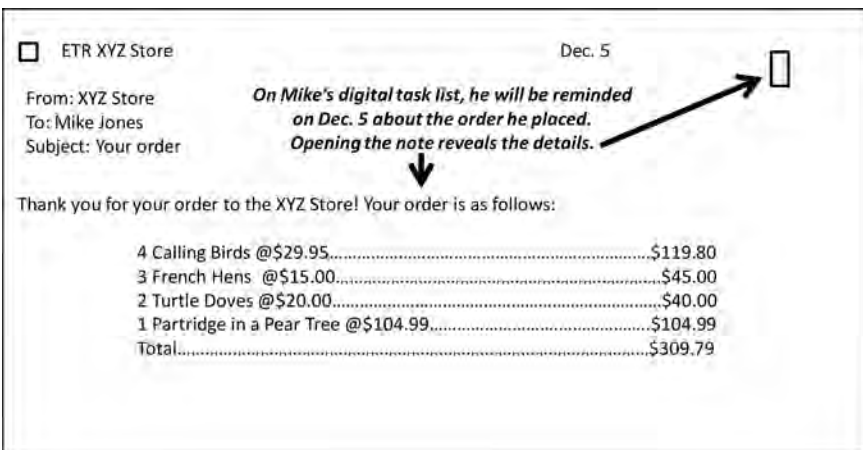 ETR XYZ Store Dec. 5
From: XYZ Store
To: Mike Jones
Subject: Your order
On Mike's digital task list, he will be reminded
on Dec. 5 about the order he placed.
Opening the note reveals the details.
Thank you for your order to the XYZ Store! Your order is as follows:
4 Calling Birds @$29.95..........................................................$119.80
3 French Hens @$15.00..........................................................$45.00
2 Turtle Doves @$20.00..........................................................$40.00
1 Partridge in a Pear Tree @$104.99........................................$104.99
Total....................................................................................$309.79